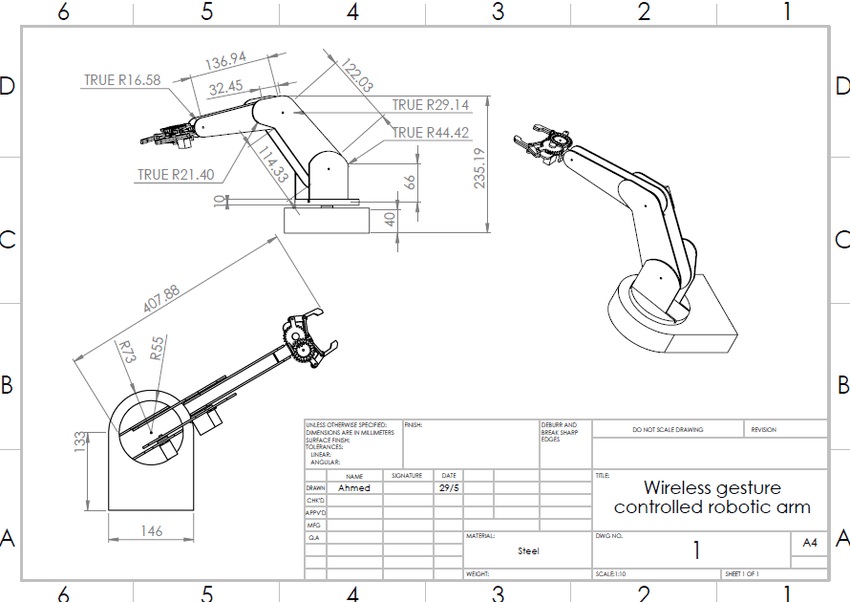 6 5 4 3 2 1
D
C
B
A
D
C
B
A
136.94
32.45
TRUE R16.58
122.03
TRUE R29.14
TRUE R44.42
TRUE R21.40
114.33
10
66
40
235.19
407.88
R73
R55
133
146
UNLESS OTHERWISE SPECIFIED:
DIMENSIONS ARE IN MILLIMETERS
SURFACE FINISH:
TOLERANCES:
LINEAR:
ANGULAR:
FINISH:
DEBURR AND
BREAK SHARP
EDGES
DO NOT SCALE DRAWING
REVISION
NAME SIGNATURE DATE
DRAWN Ahmed 29/5
CHK'D
APPV'D
MFG
Q.A
MATERIAL:
Steel
WEIGHT:
TITLE:
Wireless gesture
controlled robotic arm
DWG NO.
1
A4
SCALE:1:10
SHEET 1 OF 1
6 5 4 3 2 1